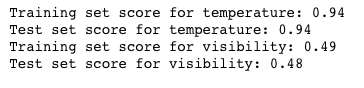 Training set score for temperature: 0.94
Test set score for temperature: 0.94
Training set score for visibility: 0.49
Test set score for visibility: 0.48